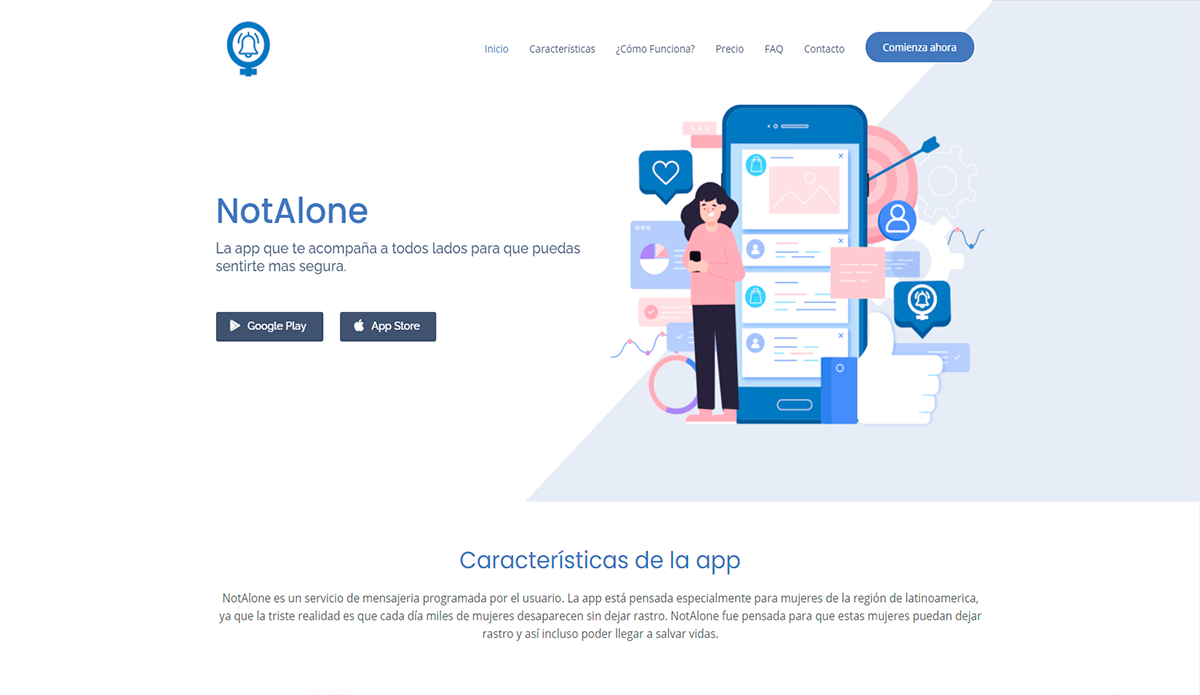 Inicio Características ¿Cómo Funciona? Precio FAQ Contacto Comienza ahora
NotAlone
La app que te acompaña a todos lados para que puedas
sentirte mas segura.
Google Play App Store
Características de la app
NotAlone es un servicio de mensajeria programada por el usuario. La app está pensada especialmente para mujeres de la región de latinoamerica,
ya que la triste realidad es que cada día miles de mujeres desaparecen sin dejar rastro. NotAlone fue pensada para que estas mujeres puedan dejar
rastro y así incluso poder llegar a salvar vidas.